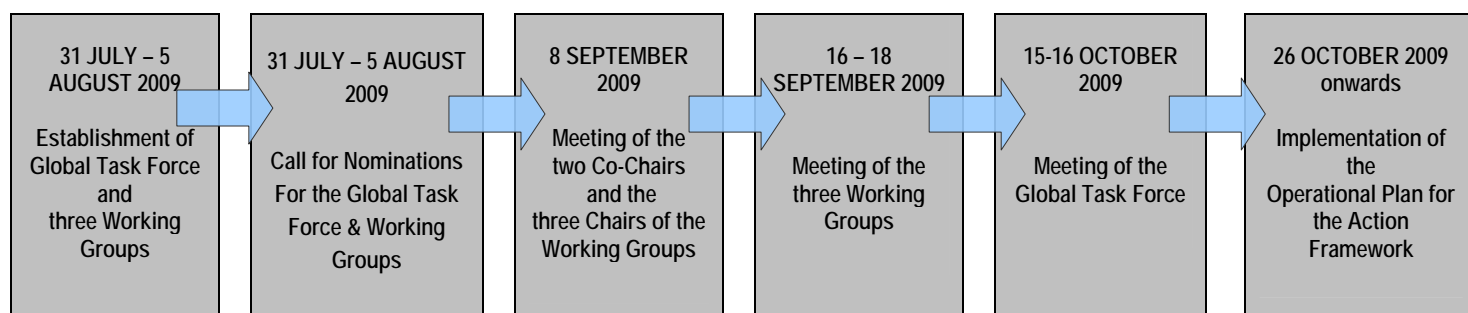 31 JULY – 5
AUGUST 2009
Establishment of
Global Task Force
and
three Working
Groups
31 JULY – 5 AUGUST
2009
Call for Nominations
For the Global Task
Force & Working
Groups
8 SEPTEMBER
2009
Meeting of the
two Co-Chairs
and the
three Chairs of the
Working Groups
16 – 18
SEPTEMBER 2009
Meeting of the
three Working
Groups
15-16 OCTOBER
2009
Meeting of the
Global Task Force
26 OCTOBER 2009
onwards
Implementation of
the
Operational Plan for
the Action
Framework